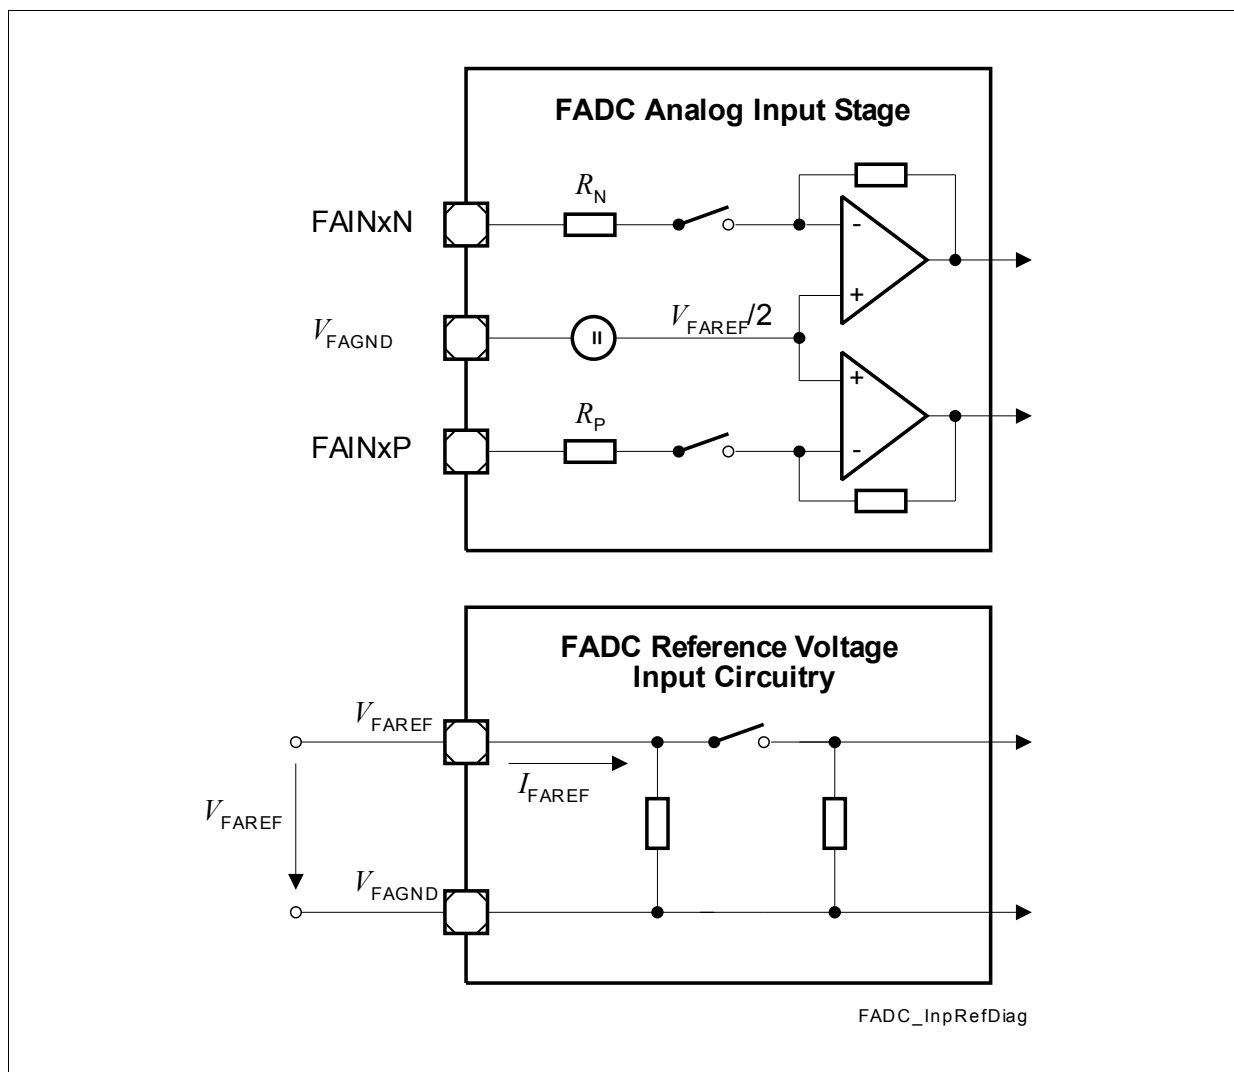 FADC Analog Input Stage
RN
FAINxN
-
+
VFAGND
=
VFAREF/2
+
RP
FAINxP
-
FADC Reference Voltage
Input Circuitry
VFAREF
IFAREF
VFAREF
VFAGND
FADC_InpRefDiag